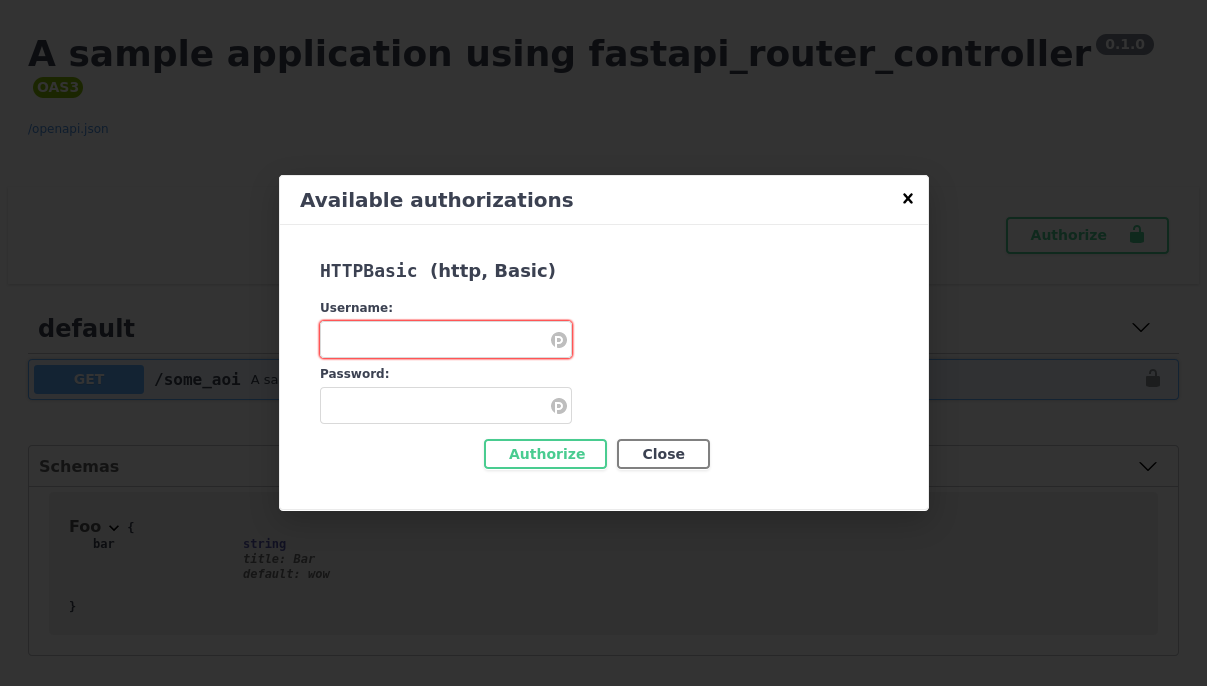 A sample application using fastapi_router_controller 0.1.0
OAS3
/openapi.json
Available authorizations
Authorize
HTTPBasic (http, Basic)
Username:
Password:
Authorize Close
default
GET /some_aoi A sa
Schemas
Foo {
bar string
title: Bar
default: wow
}